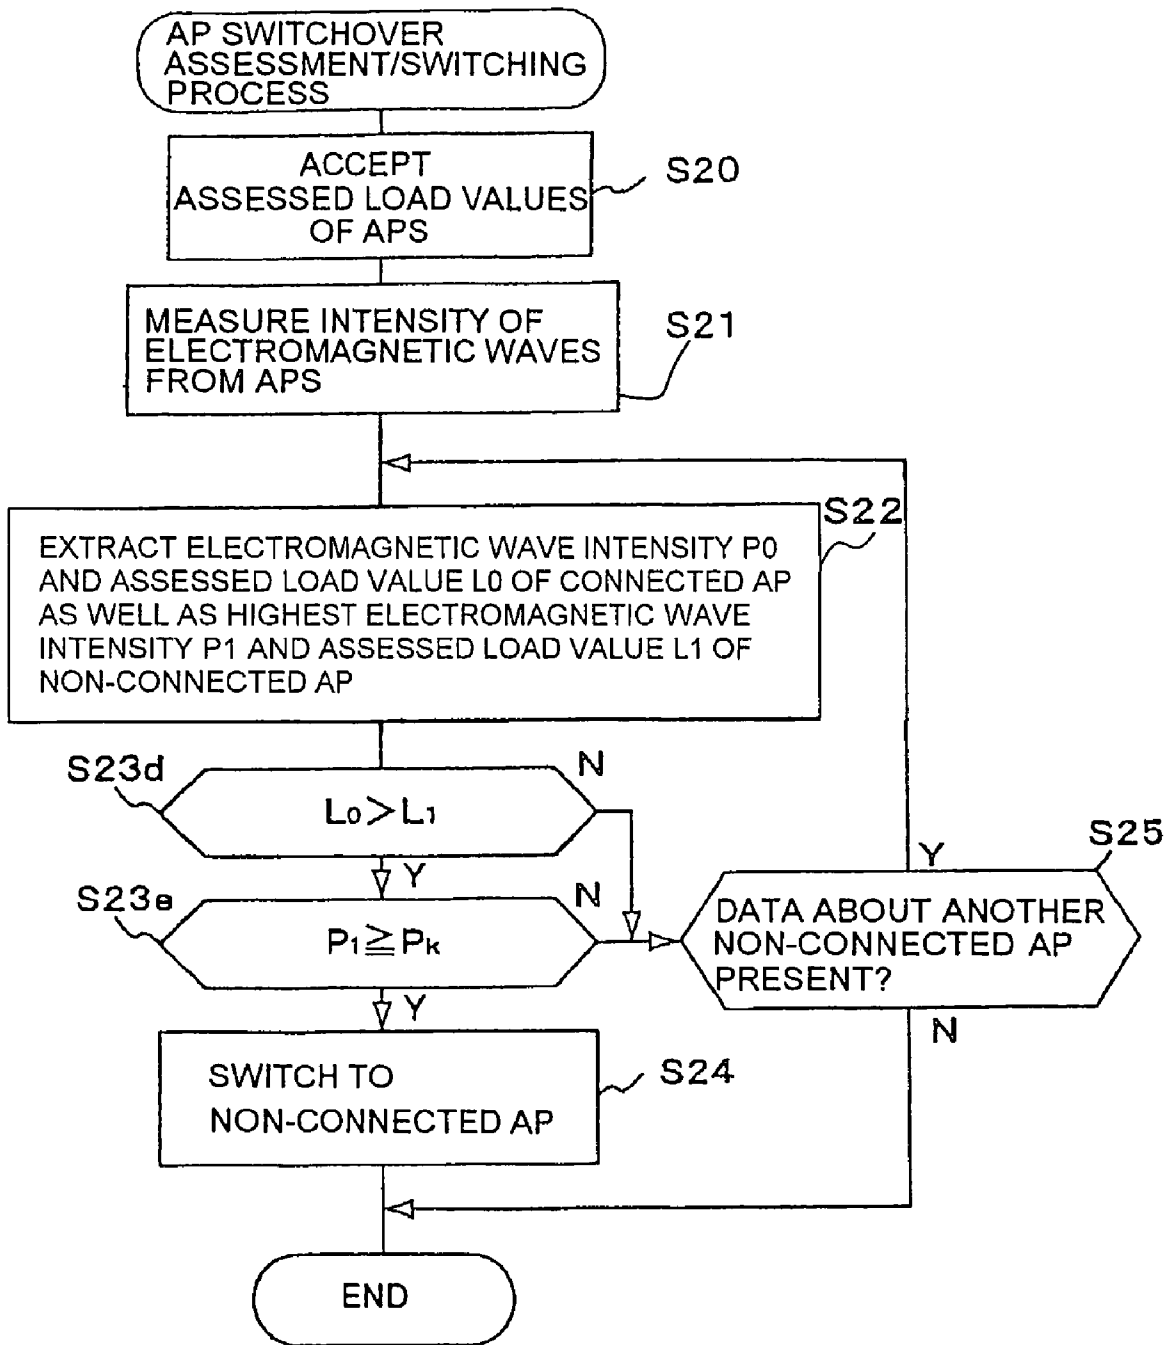 AP SWITCHOVER
ASSESSMENT/SWITCHING
PROCESS
ACCEPT
ASSESSED LOAD VALUES
OF APS
S20
MEASURE INTENSITY OF
ELECTROMAGNETIC WAVES
FROM APS
S21
S22
EXTRACT ELECTROMAGNETIC WAVE INTENSITY P0
AND ASSESSED LOAD VALUE L0 OF CONNECTED AP
AS WELL AS HIGHEST ELECTROMAGNETIC WAVE
INTENSITY P1 AND ASSESSED LOAD VALUE L1 OF
NON-CONNECTED AP
S23d
N
L0 > L1
Y
S23e
N
P1 ≧ Pk
Y
S25
Y
DATA ABOUT ANOTHER
NON-CONNECTED AP
PRESENT?
N
SWITCH TO
NON-CONNECTED AP
S24
END